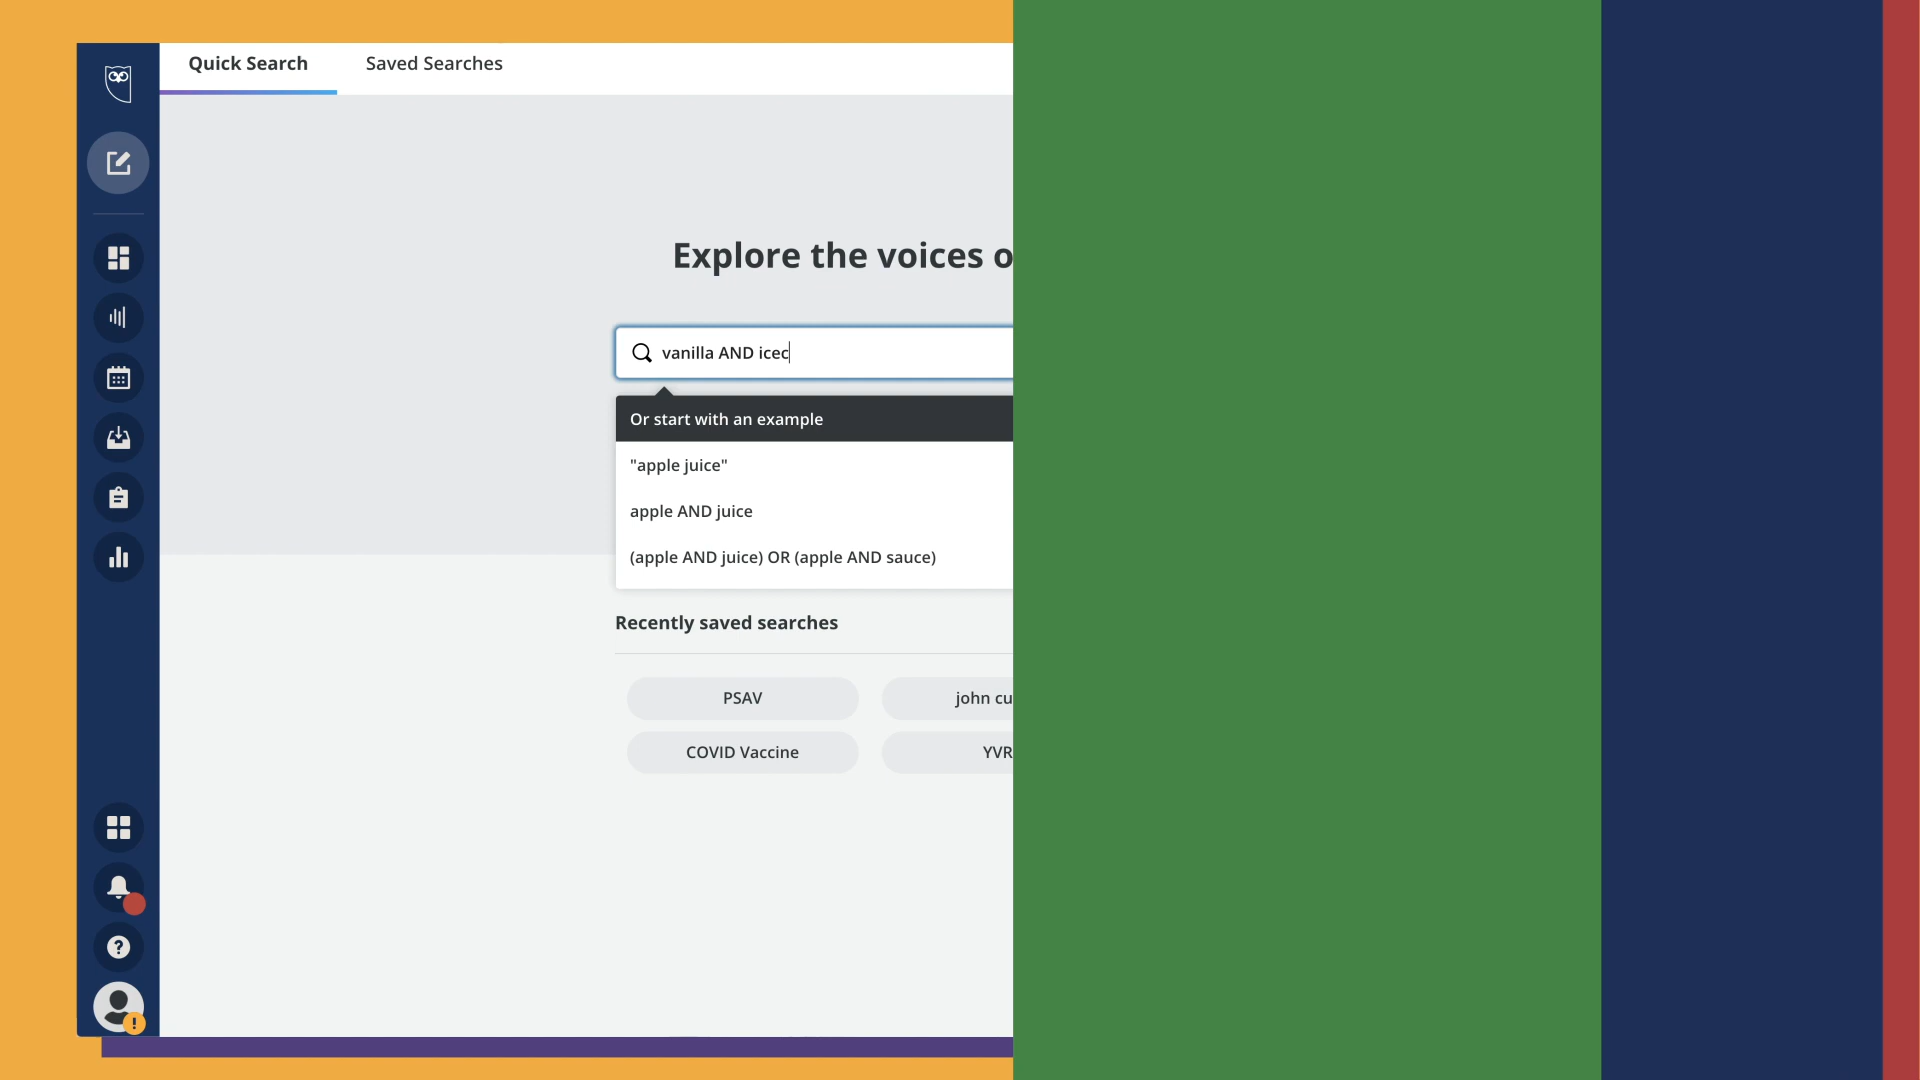 Quick Search
Saved Searches
Explore the voices o
vanilla AND icec
Or start with an example
"apple juice"
apple AND juice
(apple AND juice) OR (apple AND sauce)
Recently saved searches
PSAV
john cu
COVID Vaccine
YVR